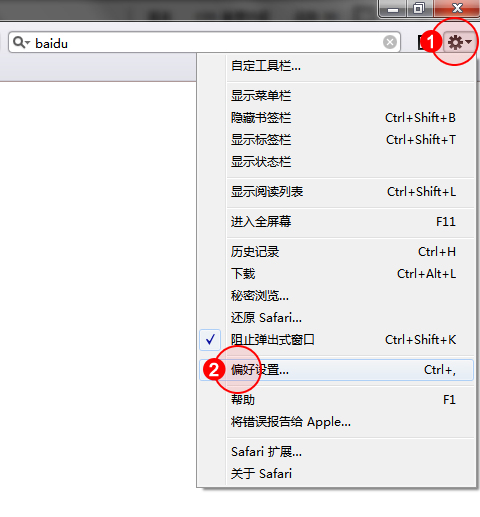 baidu
1
自定工具栏...
显示菜单栏
隐藏书签栏 Ctrl+Shift+B
显示标签栏 Ctrl+Shift+T
显示状态栏
显示阅读列表 Ctrl+Shift+L
进入全屏幕 F11
历史记录 Ctrl+H
下载 Ctrl+Alt+L
秘密浏览...
还原 Safari...
阻止弹出式窗口 Ctrl+Shift+K
2 偏好设置... Ctrl+,
帮助 F1
将错误报告给 Apple...
Safari 扩展...
关于 Safari